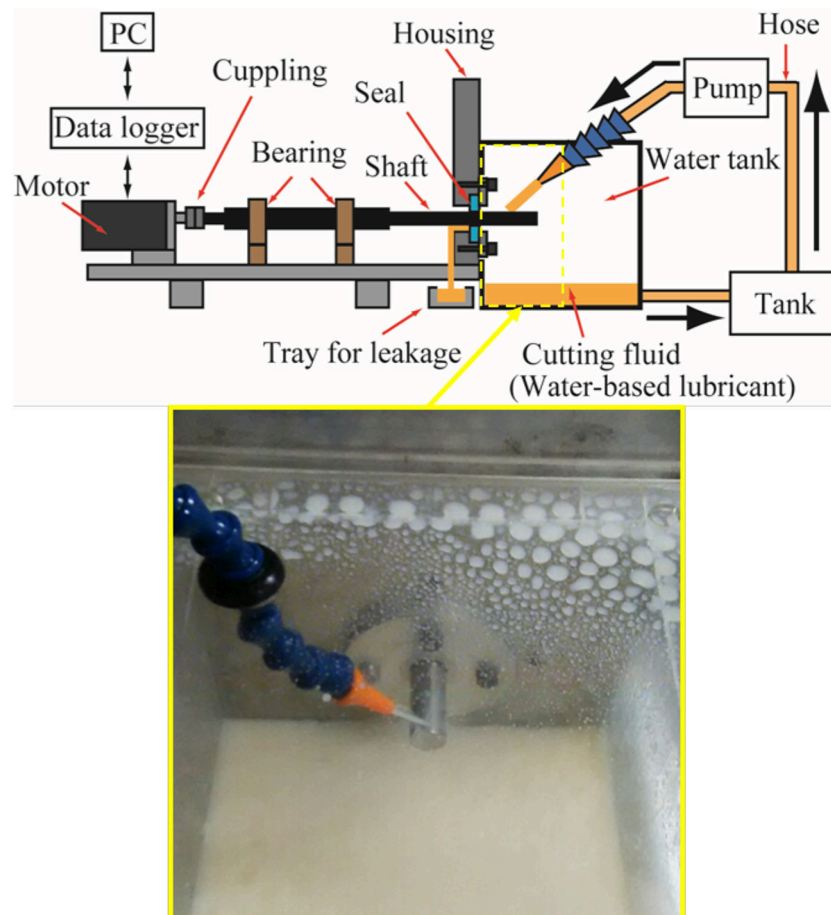 PC
Housing
Hose
Cuppling
Seal
Pump
Data logger
Bearing
Shaft
Water tank
Motor
Tank
Tray for leakage
Cutting fluid
(Water-based lubricant)